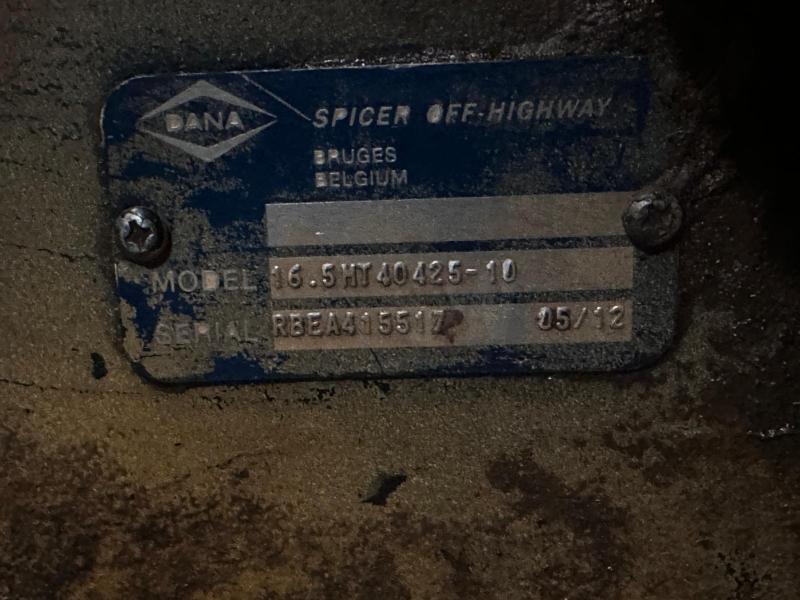 DANA
SPICER OFF-HIGHWAY
BRUGES
BELGIUM
MODEL 16.5HT40425-10
SERIAL RBEA415517 05/12